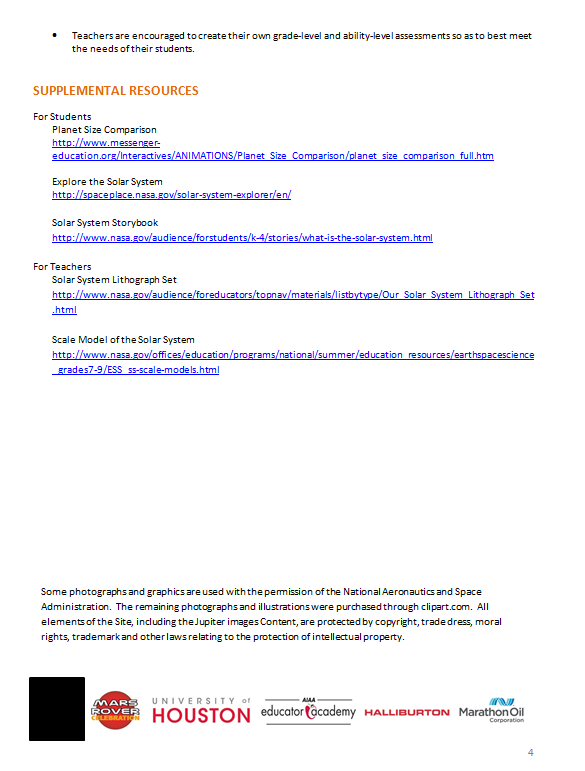 • Teachers are encouraged to create their own grade-level and ability-level assessments so as to best meet
the needs of their students.
SUPPLEMENTAL RESOURCES
For Students
Planet Size Comparison
http://www.messenger-
education.org/Interactives/ANIMATIONS/Planet_Size_Comparison/planet_size_comparison_full.htm
Explore the Solar System
http://spaceplace.nasa.gov/solar-system-explorer/en/
Solar System Storybook
http://www.nasa.gov/audience/forstudents/k-4/stories/what-is-the-solar-system.html
For Teachers
Solar System Lithograph Set
http://www.nasa.gov/audience/foreducators/topnav/materials/listbytype/Our_Solar_System_Lithograph_Set
.html
Scale Model of the Solar System
http://www.nasa.gov/offices/education/programs/national/summer/education_resources/earthspacescience
_grades7-9/ESS_ss-scale-models.html
Some photographs and graphics are used with the permission of the National Aeronautics and Space
Administration. The remaining photographs and illustrations were purchased through clipart.com. All
elements of the Site, including the Jupiter images Content, are protected by copyright, trade dress, moral
rights, trademark and other laws relating to the protection of intellectual property.
MARS
ROVER
CELEBRATION
UNIVERSITY of
HOUSTON
AIAA
educator academy
HALLIBURTON
MarathonOil
Corporation
4